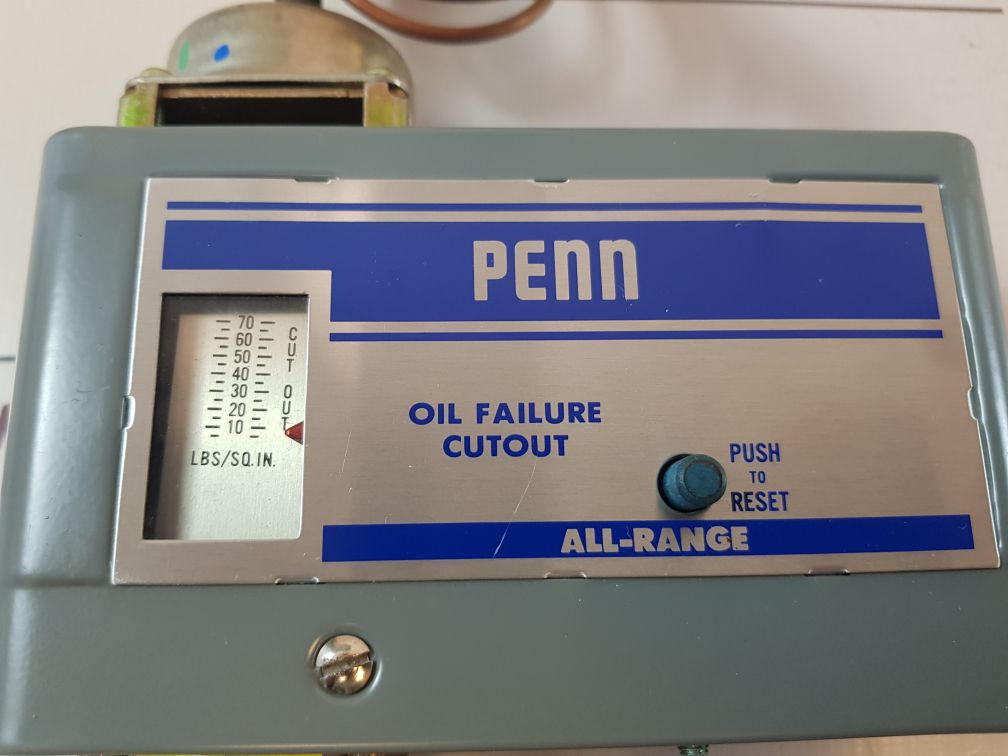 PENN
70
60
50
40
30
20
10
LBS/SQ.IN.
CUT OUT
OIL FAILURE
CUTOUT
PUSH
TO
RESET
ALL-RANGE